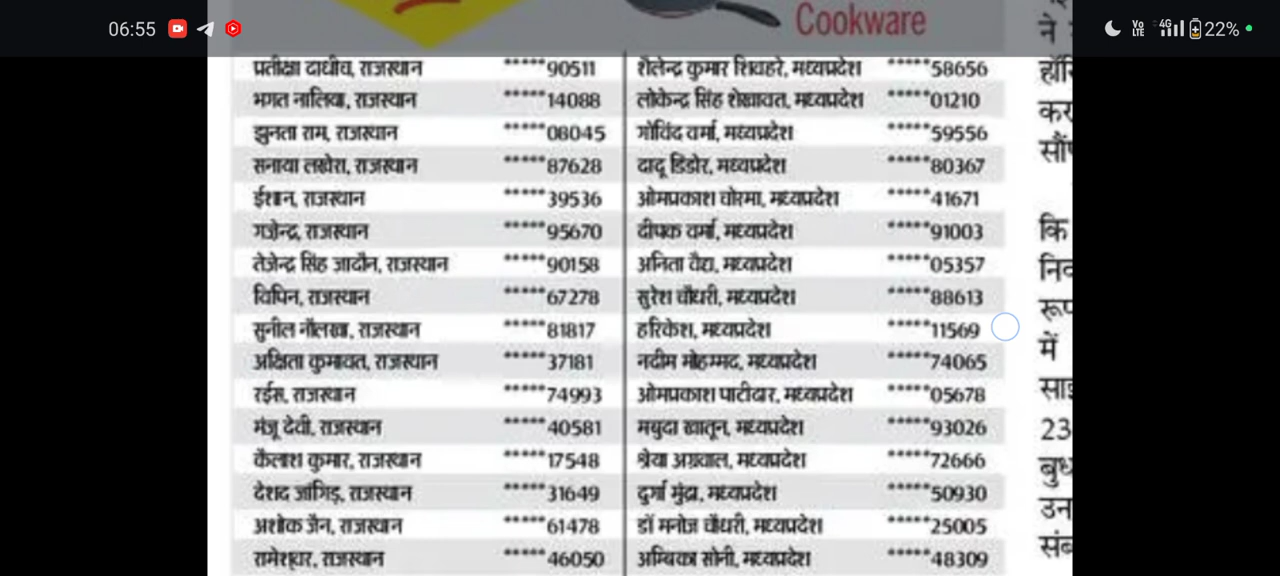 06:55
4G 22%
Cookware
प्रतीक्षा दाधीच, राजस्थान *****90511
भगत नालिया, राजस्थान *****14088
झुनता राम, राजस्थान *****08045
सनाया लखेरा, राजस्थान *****87628
ईशान, राजस्थान *****39536
गजेन्द्र, राजस्थान *****95670
तेजेन्द्र सिंह जादौन, राजस्थान *****90158
विपिन, राजस्थान *****67278
सुनील नौलखा, राजस्थान *****81817
अक्षिता कुमावत, राजस्थान *****37181
रईस, राजस्थान *****74993
मंजू देवी, राजस्थान *****40581
कैलाश कुमार, राजस्थान *****17548
देशद जांगिड़, राजस्थान *****31649
अशोक जैन, राजस्थान *****61478
रामेश्वर, राजस्थान *****46050
शैलेन्द्र कुमार शिवहरे, मध्यप्रदेश *****58656
लोकेन्द्र सिंह शेखावत, मध्यप्रदेश *****01210
गोविंद वर्मा, मध्यप्रदेश *****59556
दादू डिडोर, मध्यप्रदेश *****80367
ओमप्रकाश चोरमा, मध्यप्रदेश *****41671
दीपक वर्मा, मध्यप्रदेश *****91003
अनिता वैद्य, मध्यप्रदेश *****05357
सुरेश चौधरी, मध्यप्रदेश *****88613
हरिकेश, मध्यप्रदेश *****11569
नदीम मोहम्मद, मध्यप्रदेश *****74065
ओमप्रकाश पाटीदार, मध्यप्रदेश *****05678
मबुदा खातून, मध्यप्रदेश *****93026
श्रेया अग्रवाल, मध्यप्रदेश *****72666
दुर्गा मुंद्रा, मध्यप्रदेश *****50930
डॉ मनोज चौधरी, मध्यप्रदेश *****25005
अम्बिका सोनी, मध्यप्रदेश *****48309
ने
कि
में
23
उन